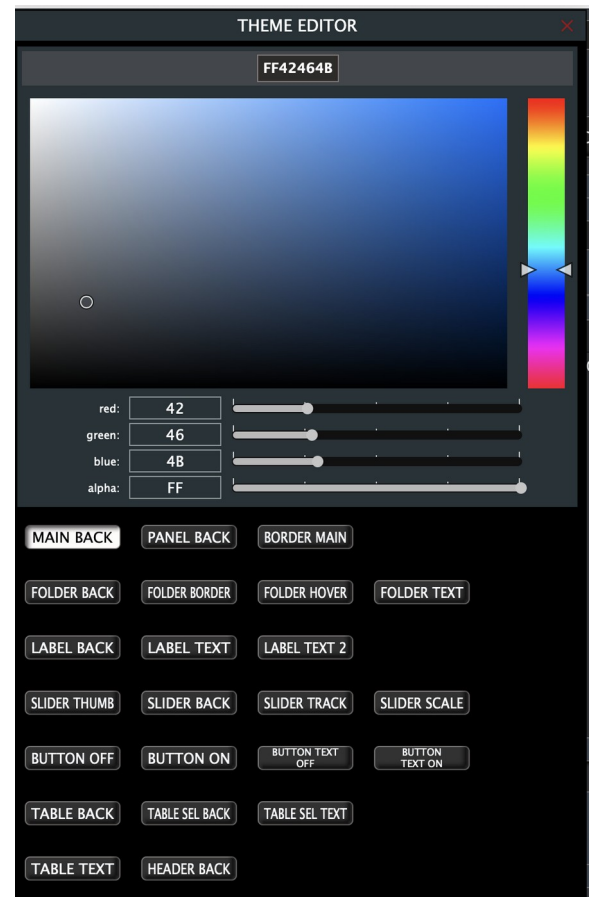 THEME EDITOR
FF42464B
red: 42
green: 46
blue: 4B
alpha: FF
MAIN BACK PANEL BACK BORDER MAIN
FOLDER BACK FOLDER BORDER FOLDER HOVER FOLDER TEXT
LABEL BACK LABEL TEXT LABEL TEXT 2
SLIDER THUMB SLIDER BACK SLIDER TRACK SLIDER SCALE
BUTTON OFF BUTTON ON BUTTON TEXT OFF BUTTON TEXT ON
TABLE BACK TABLE SEL BACK TABLE SEL TEXT
TABLE TEXT HEADER BACK